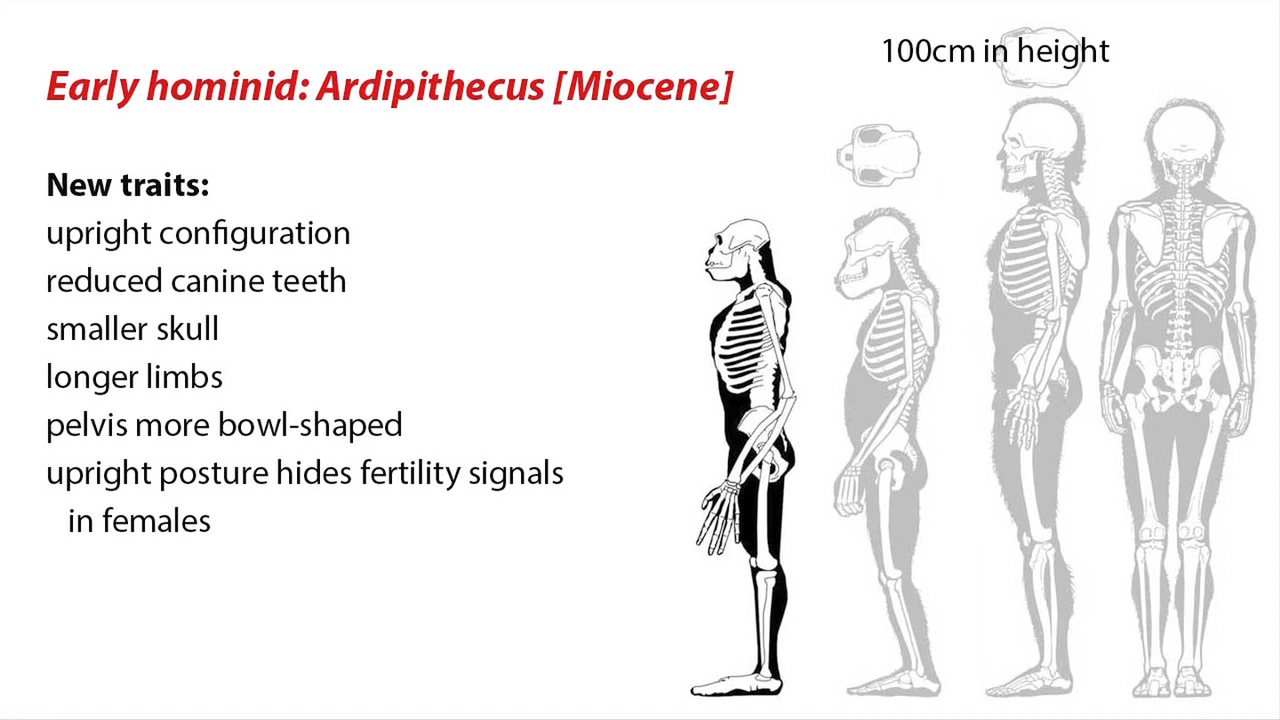 100cm in height
Early hominid: Ardipithecus [Miocene]
New traits:
upright configuration
reduced canine teeth
smaller skull
longer limbs
pelvis more bowl-shaped
upright posture hides fertility signals
in females